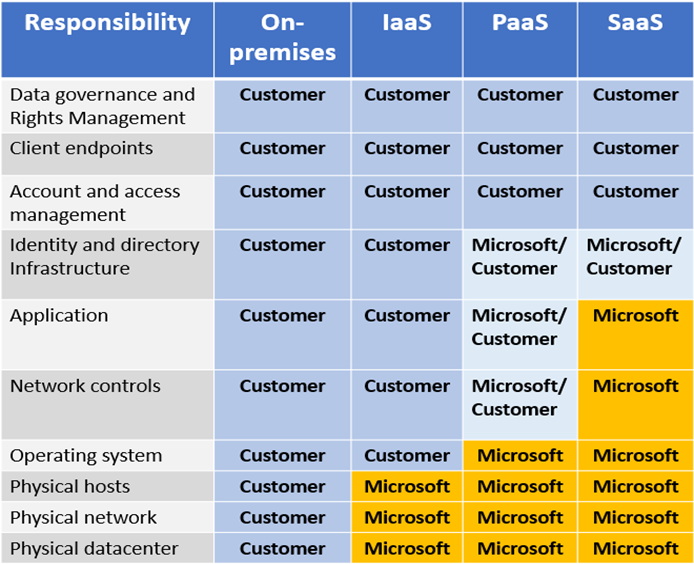 Responsibility On-premises IaaS PaaS SaaS
Data governance and Rights Management Customer Customer Customer Customer
Client endpoints Customer Customer Customer Customer
Account and access management Customer Customer Customer Customer
Identity and directory Infrastructure Customer Customer Microsoft/Customer Microsoft/Customer
Application Customer Customer Microsoft/Customer Microsoft
Network controls Customer Customer Microsoft/Customer Microsoft
Operating system Customer Customer Microsoft Microsoft
Physical hosts Customer Microsoft Microsoft Microsoft
Physical network Customer Microsoft Microsoft Microsoft
Physical datacenter Customer Microsoft Microsoft Microsoft